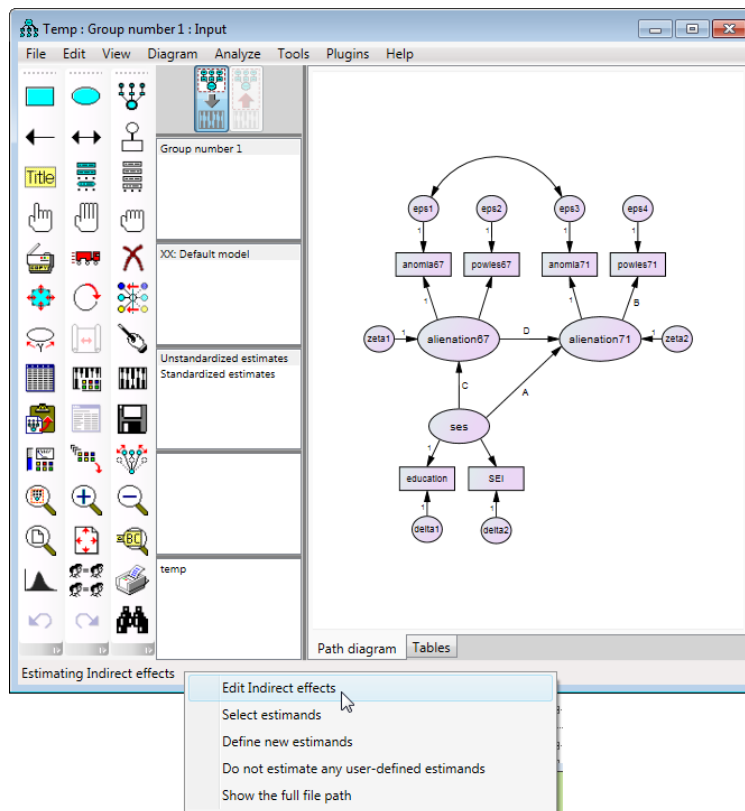 Temp : Group number 1 : Input
File Edit View Diagram Analyze Tools Plugins Help
Title
Group number 1
XX: Default model
Unstandardized estimates
Standardized estimates
temp
eps1 eps2 eps3 eps4
1 1 1 1
anomia67 powles67 anomia71 powles71
1 1 B
zeta1 1 alienation67 D alienation71 1 zeta2
C A
ses
1
education SEI
1 1
delta1 delta2
COPY
γ
BC
Path diagram Tables
Estimating Indirect effects
Edit Indirect effects
Select estimands
Define new estimands
Do not estimate any user-defined estimands
Show the full file path